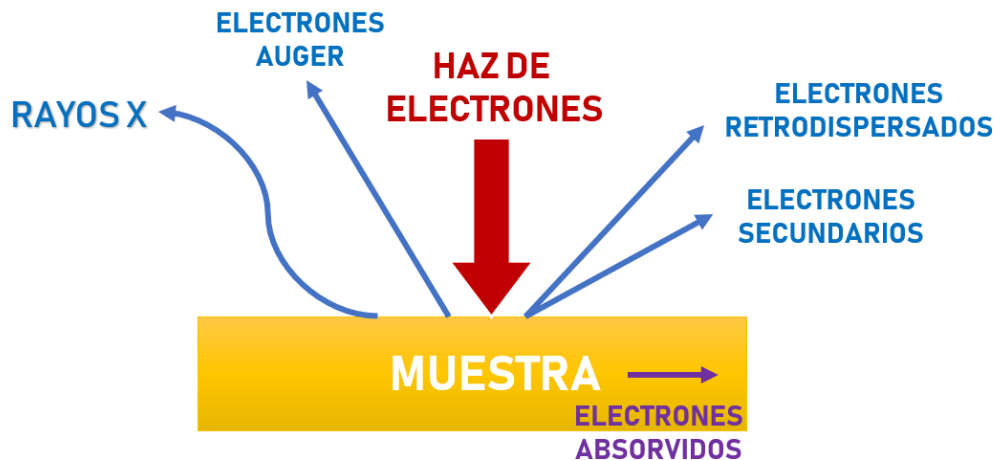 ELECTRONES
AUGER
HAZ DE
ELECTRONES
RAYOS X
ELECTRONES
RETRODISPERSADOS
ELECTRONES
SECUNDARIOS
MUESTRA
ELECTRONES
ABSORVIDOS